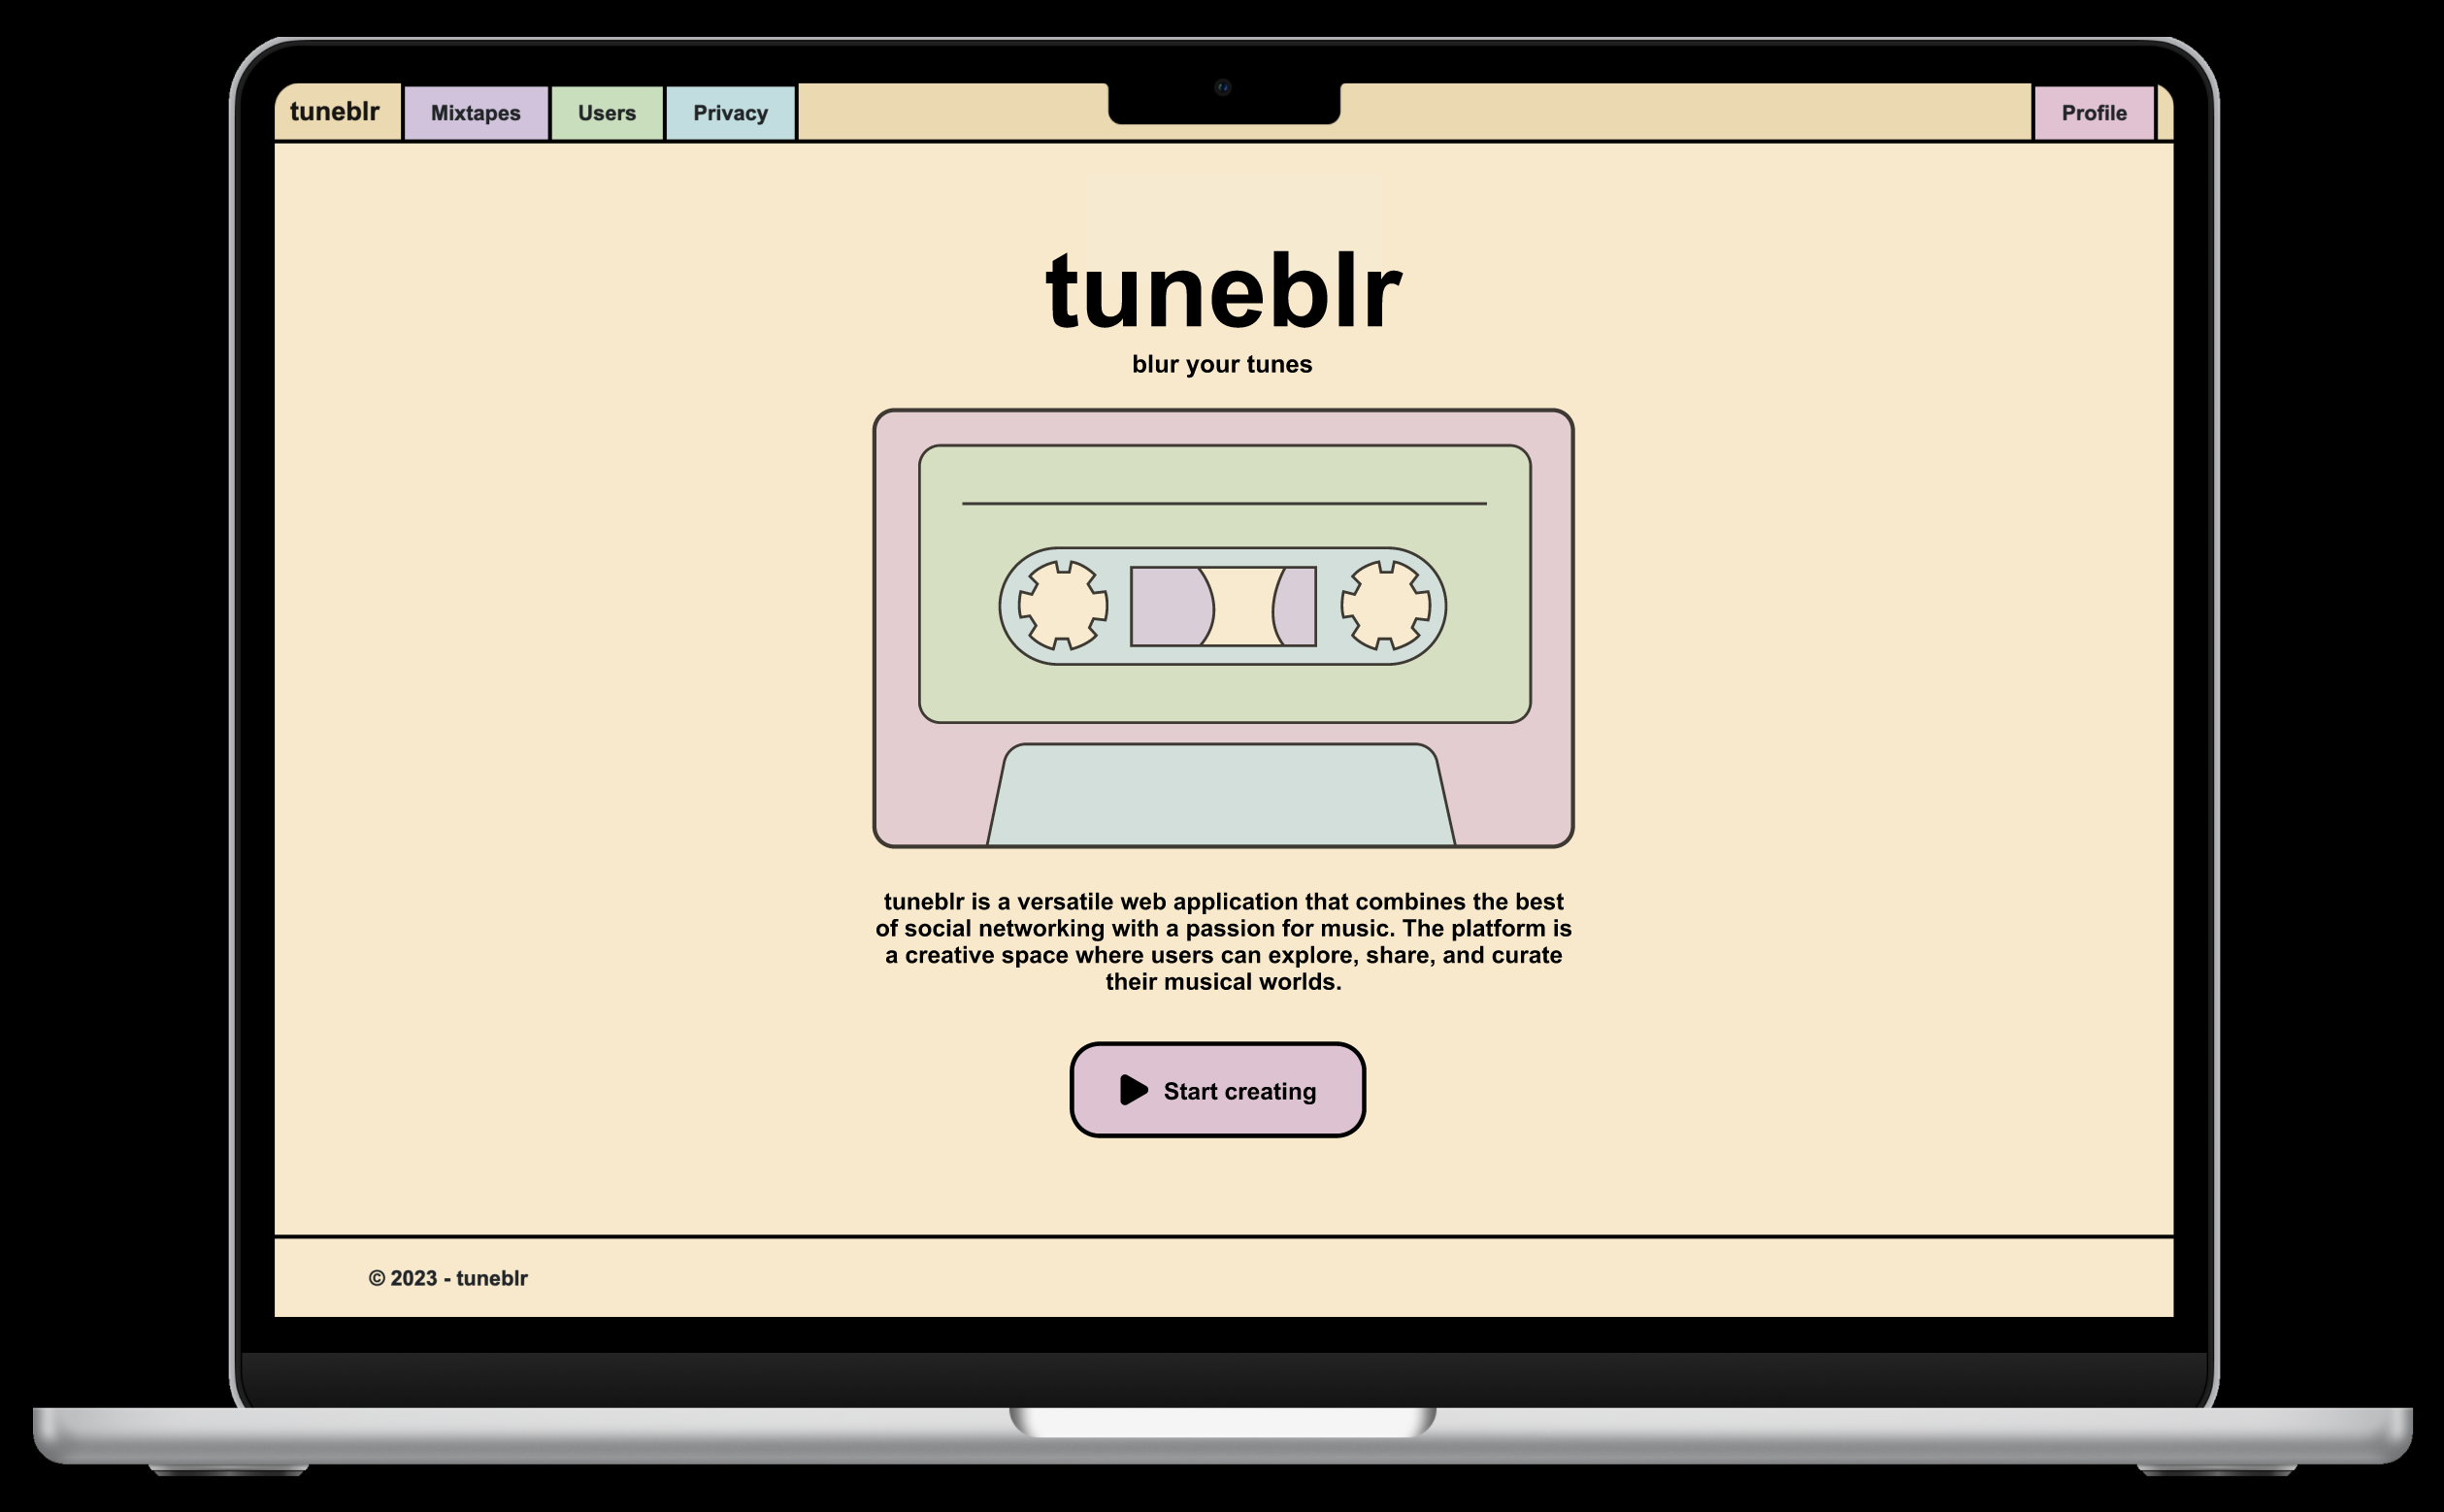 tuneblr
Mixtapes
Users
Privacy
Profile
tuneblr
blur your tunes
tuneblr is a versatile web application that combines the best
of social networking with a passion for music. The platform is
a creative space where users can explore, share, and curate
their musical worlds.
Start creating
© 2023 - tuneblr